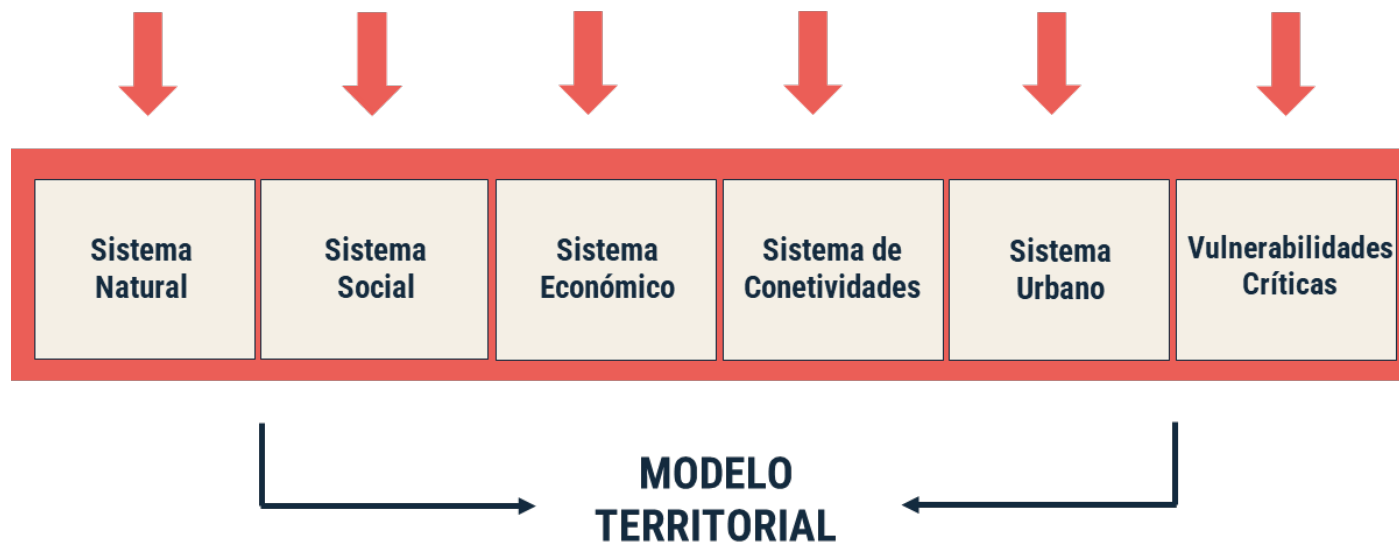 Sistema
Natural
Sistema
Social
Sistema
Económico
Sistema de
Conetividades
Sistema
Urbano
Vulnerabilidades
Críticas
MODELO
TERRITORIAL